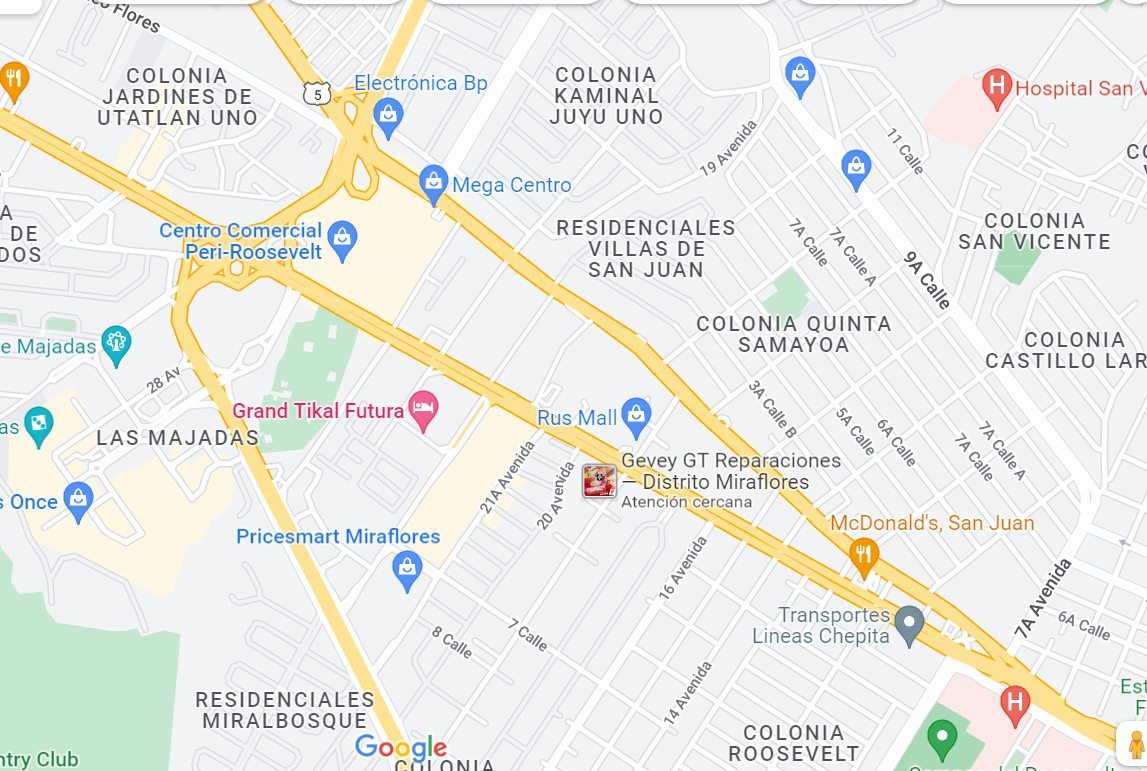 Flores
COLONIA
JARDINES DE
UTATLAN UNO
5
Electrónica Bp
COLONIA
KAMINAL
JUYU UNO
Hospital San V
19 Avenida
11 Calle
Mega Centro
Centro Comercial
Peri-Roosevelt
RESIDENCIALES
VILLAS DE
SAN JUAN
7A Calle
7A Calle A
9A Calle
COLONIA
SAN VICENTE
A
DE
DOS
COLONIA QUINTA
SAMAYOA
COLONIA
CASTILLO LAR
e Majadas
28 Av
Grand Tikal Futura
LAS MAJADAS
as
s Once
Rus Mall
3A Calle B
5A Calle
6A Calle
7A Calle
7A Calle A
21A Avenida
20 Avenida
Gevey GT Reparaciones
– Distrito Miraflores
Atención cercana
Pricesmart Miraflores
McDonald's, San Juan
16 Avenida
Transportes
Lineas Chepita
7A Avenida
6A Calle
8 Calle
7 Calle
14 Avenida
RESIDENCIALES
MIRALBOSQUE
COLONIA
ROOSEVELT
Est
F
Google
COLONIA
ntry Club
H
H